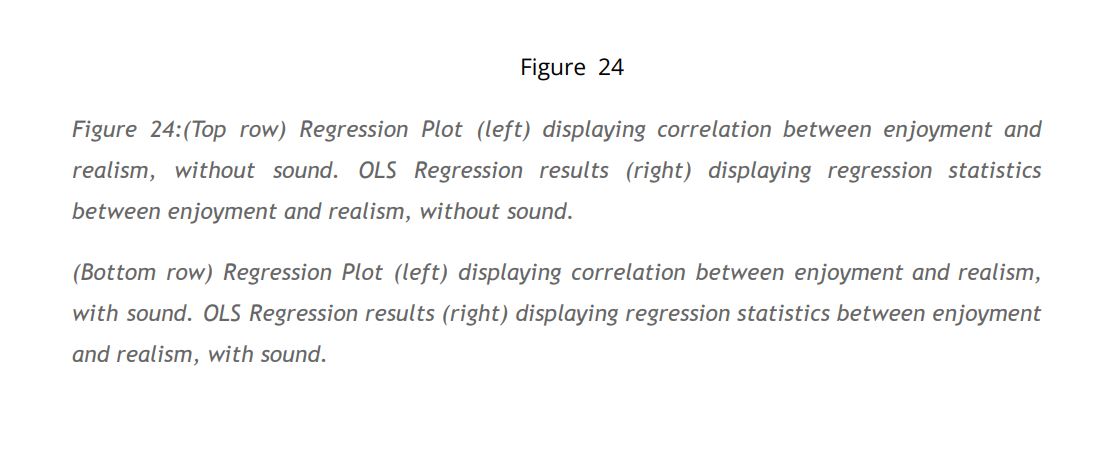 Figure 24
Figure 24:(Top row) Regression Plot (left) displaying correlation between enjoyment and
realism, without sound. OLS Regression results (right) displaying regression statistics
between enjoyment and realism, without sound.
(Bottom row) Regression Plot (left) displaying correlation between enjoyment and realism,
with sound. OLS Regression results (right) displaying regression statistics between enjoyment
and realism, with sound.